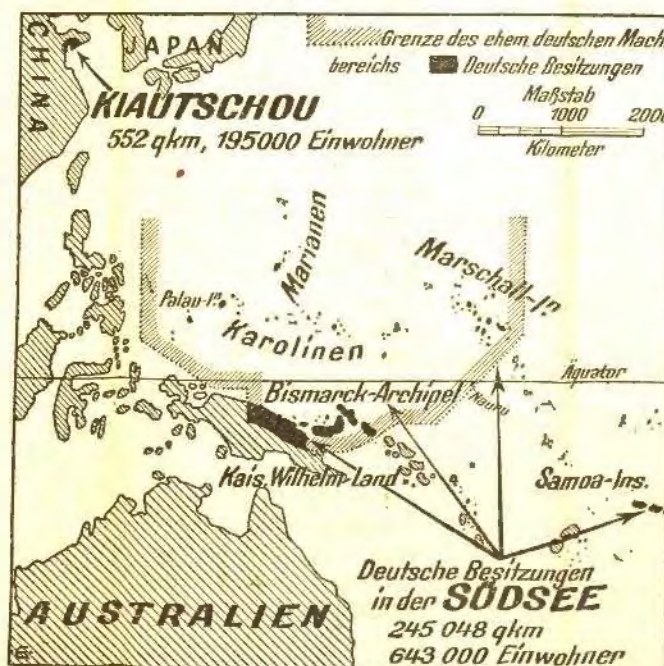 CHINA
JAPAN
Grenze des ehem. deutschen Mach
bereichs
Deutsche Besitzungen
Maßstab
0 1000 2000
Kilometer
KIAUTSCHOU
552 qkm, 195000 Einwohner
Marianen
Marschall-Iⁿ
Palau-Iⁿ
Karolinen
Äquator
Bismarck-Archipel
Nauru
Kais. Wilhelm-Land
Samoa-Ins.
Deutsche Besitzungen
in der SÜDSEE
245 048 qkm
643 000 Einwohner
AUSTRALIEN